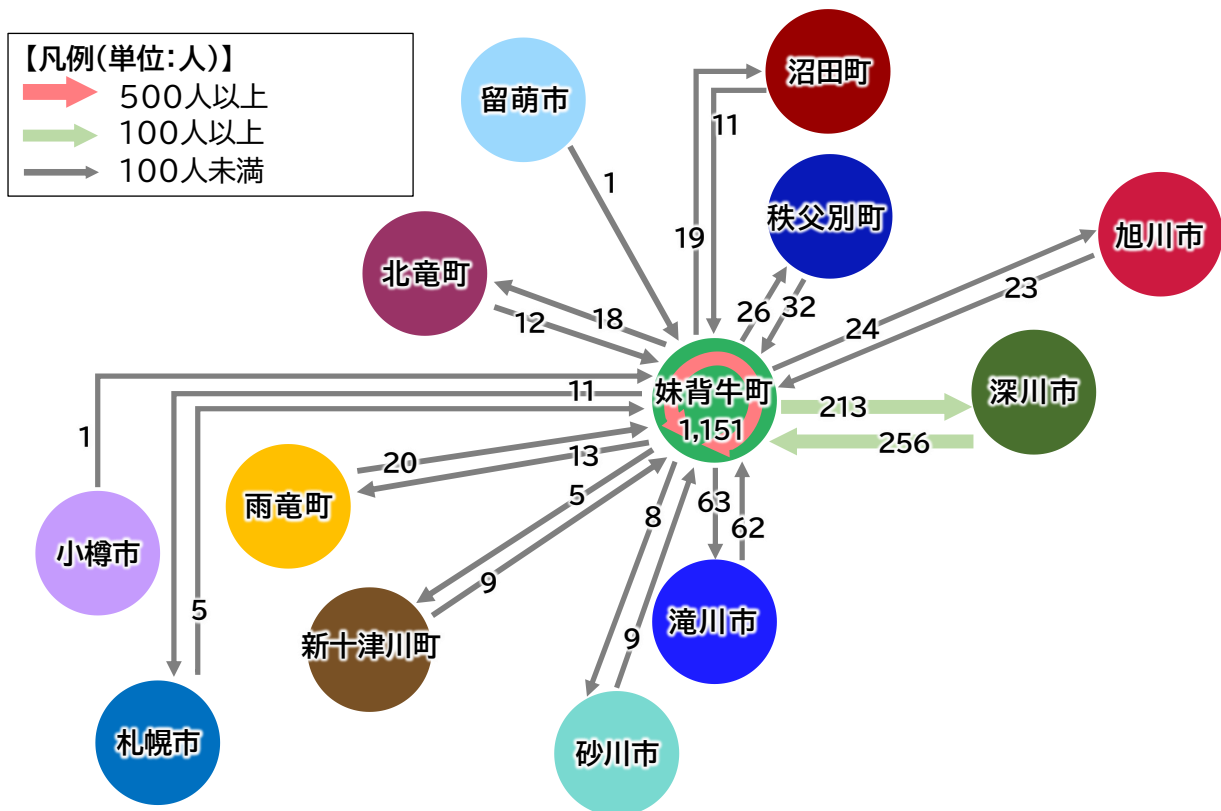 【凡例(単位:人)】
500人以上
100人以上
100人未満
留萌市
沼田町
11
1
秩父別町
19
旭川市
北竜町
23
26
32
18
12
24
妹背牛町
1,151
深川市
11
213
1
256
20
13
雨竜町
5
63
8
62
小樽市
9
5
新十津川町
9
滝川市
札幌市
砂川市